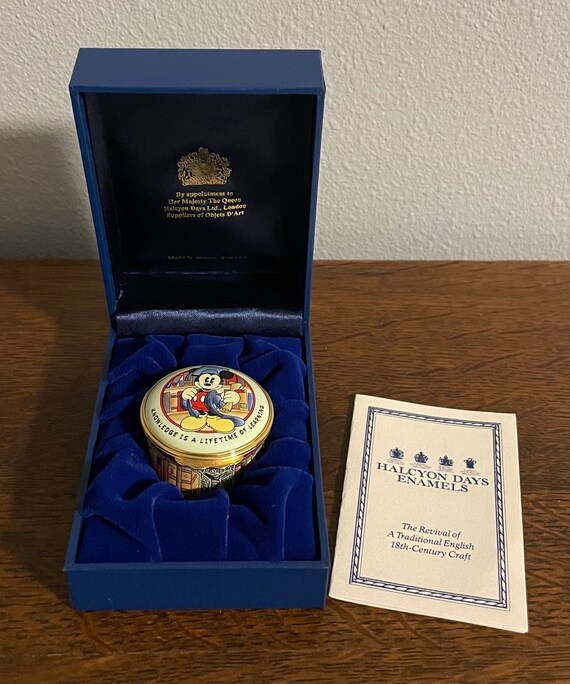 By appointment to
Her Majesty The Queen
Halcyon Days Ltd., London
Suppliers of Objets D'Art
KNOWLEDGE IS A LIFETIME OF LEARNING
HALCYON DAYS
ENAMELS
The Revival of
A Traditional English
18th-Century Craft